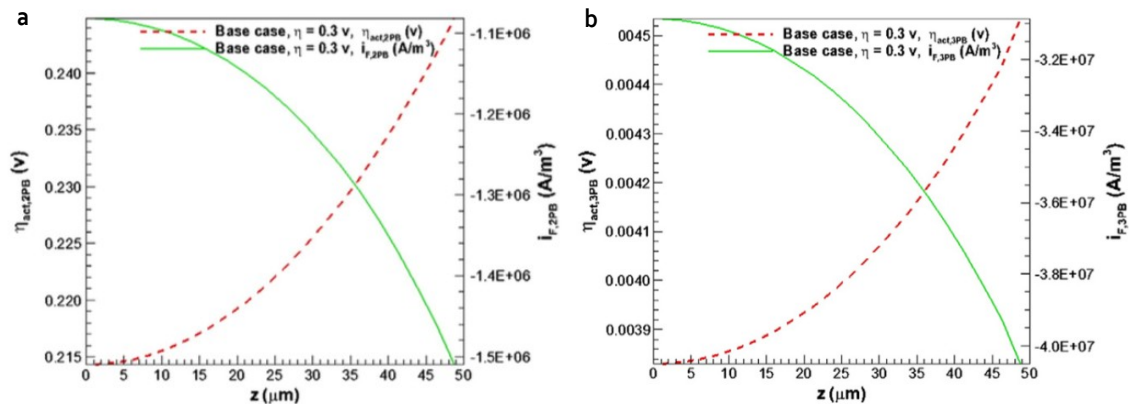 a
Base case, η = 0.3 v, η_act,2PB (v)
Base case, η = 0.3 v, i_F,2PB (A/m³)
η_act,2PB (v)
0.240
0.235
0.230
0.225
0.220
0.215
-1.1E+06
-1.2E+06
-1.3E+06
-1.4E+06
-1.5E+06
i_F,2PB (A/m³)
0 5 10 15 20 25 30 35 40 45 50
z (μm)
b
Base case, η = 0.3 v, η_act,3PB (v)
Base case, η = 0.3 v, i_F,3PB (A/m³)
η_act,3PB (v)
0.0045
0.0044
0.0043
0.0042
0.0041
0.0040
0.0039
-3.2E+07
-3.4E+07
-3.6E+07
-3.8E+07
-4.0E+07
i_F,3PB (A/m³)
0 5 10 15 20 25 30 35 40 45 50
z (μm)